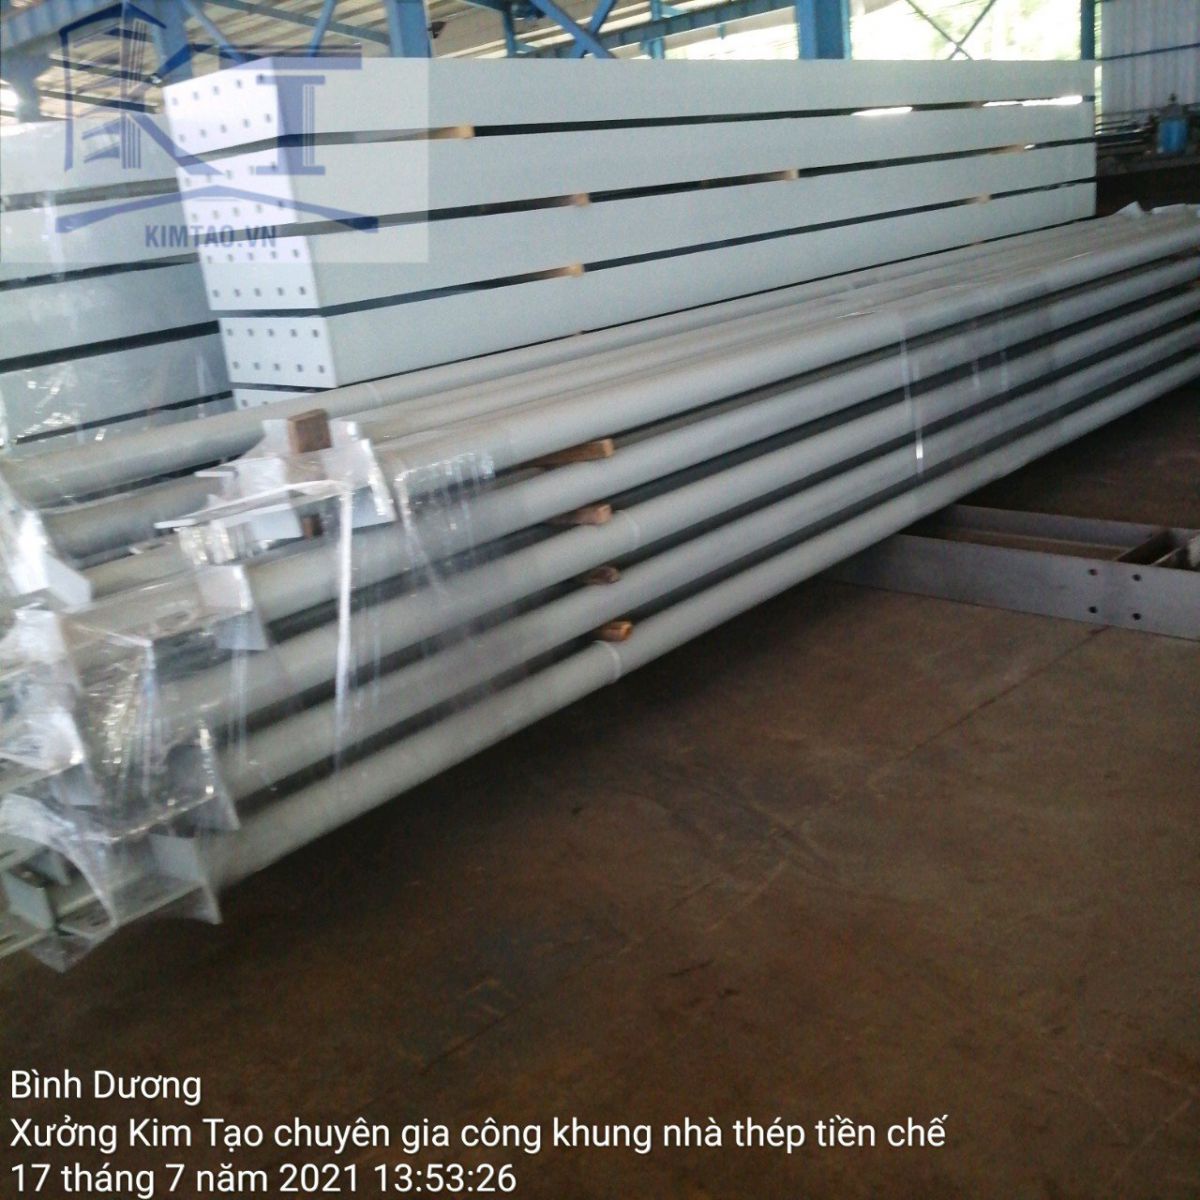 KIMTAO.VN
Bình Dương
Xưởng Kim Tạo chuyên gia công khung nhà thép tiền chế
17 tháng 7 năm 2021 13:53:26